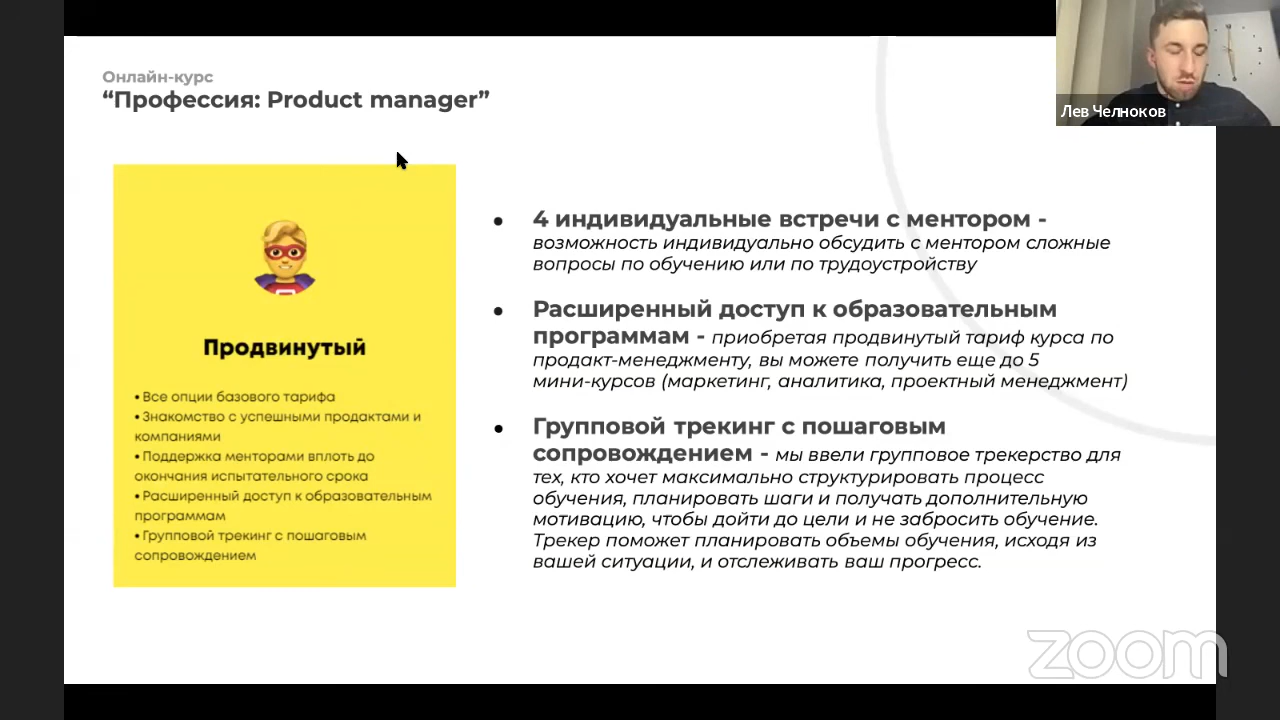 Онлайн-курс
“Профессия: Product manager”
Лев Челноков
Продвинутый
• Все опции базового тарифа
• Знакомство с успешными продактами и
компаниями
• Поддержка менторами вплоть до
окончания испытательного срока
• Расширенный доступ к образовательным
программам
• Групповой трекинг с пошаговым
сопровождением
● 4 индивидуальные встречи с ментором -
возможность индивидуально обсудить с ментором сложные
вопросы по обучению или по трудоустройству
● Расширенный доступ к образовательным
программам - приобретая продвинутый тариф курса по
продакт-менеджменту, вы можете получить еще до 5
мини-курсов (маркетинг, аналитика, проектный менеджмент)
● Групповой трекинг с пошаговым
сопровождением - мы ввели групповое трекерство для
тех, кто хочет максимально структурировать процесс
обучения, планировать шаги и получать дополнительную
мотивацию, чтобы дойти до цели и не забросить обучение.
Трекер поможет планировать объемы обучения, исходя из
вашей ситуации, и отслеживать ваш прогресс.
zoom